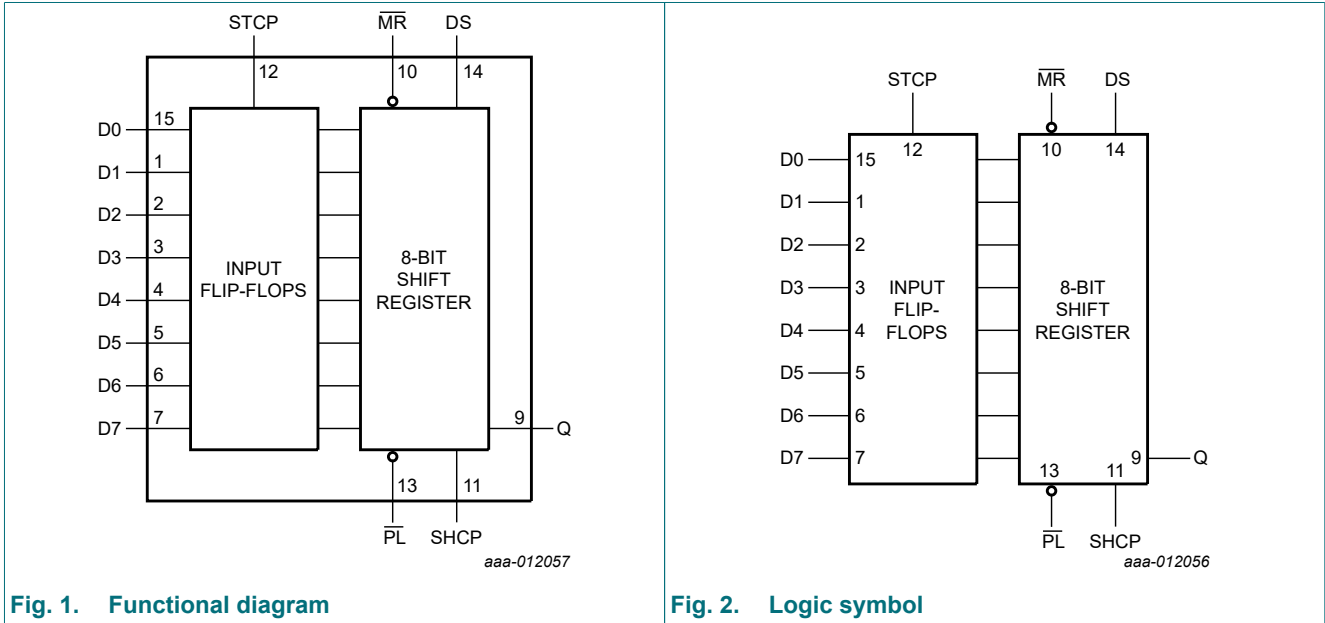 STCP
M̅R̅
DS
12
10
14
D0
15
D1
1
D2
2
D3
3
D4
4
D5
5
D6
6
D7
7
INPUT
FLIP-FLOPS
8-BIT
SHIFT
REGISTER
9
Q
13
11
P̅L̅
SHCP
aaa-012057
Fig. 1. Functional diagram
STCP
M̅R̅
DS
12
10
14
D0
15
D1
1
D2
2
D3
3
D4
4
D5
5
D6
6
D7
7
INPUT
FLIP-
FLOPS
8-BIT
SHIFT
REGISTER
9
Q
13
11
P̅L̅
SHCP
aaa-012056
Fig. 2. Logic symbol